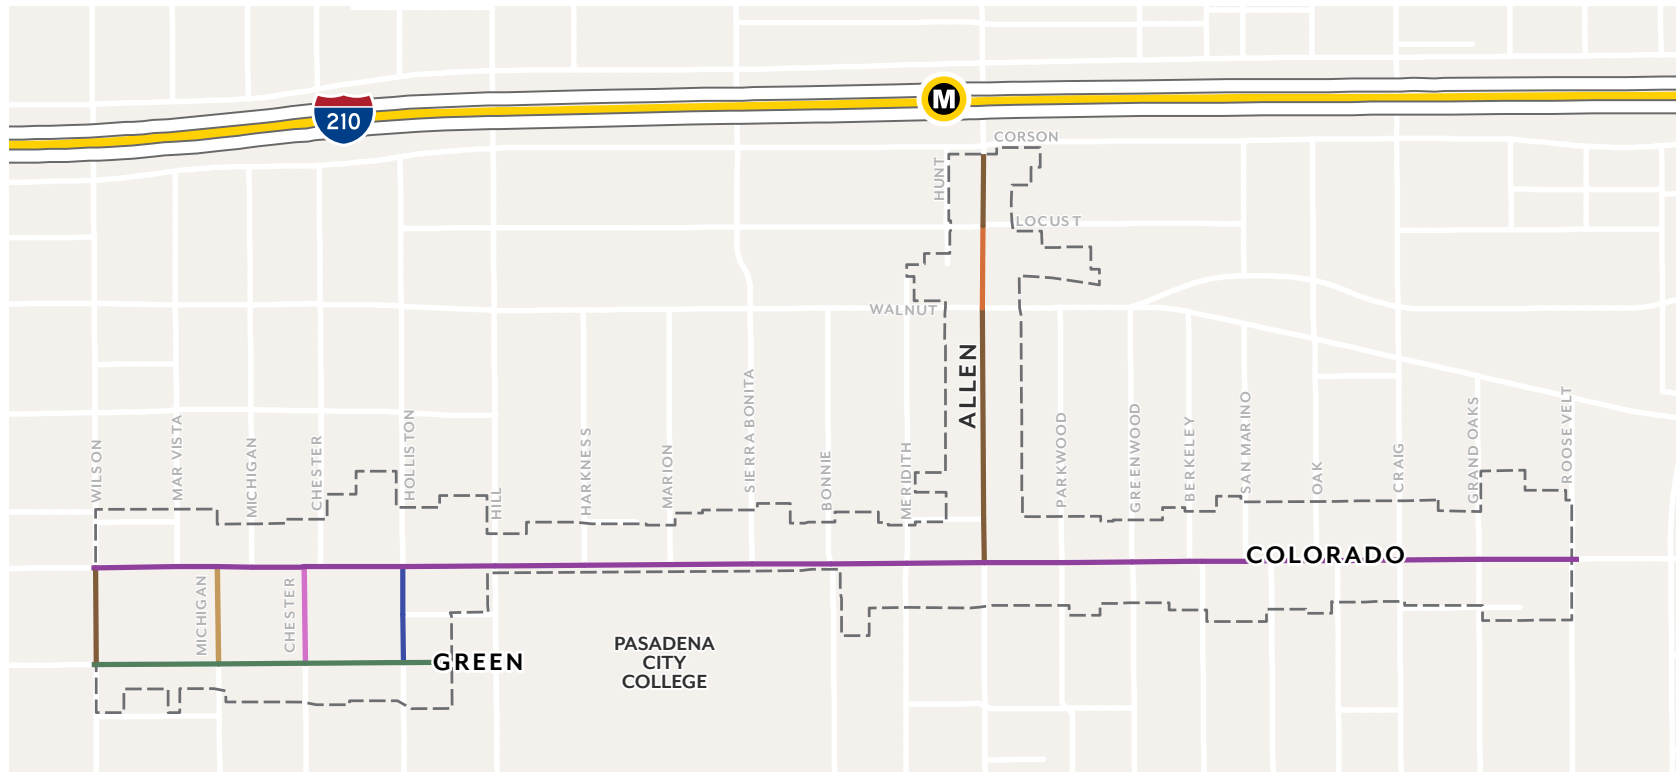 M
210
CORSON
HUNT
LOCUST
WALNUT
ALLEN
WILSON
MAR VISTA
MICHIGAN
CHESTER
HOLLISTON
HILL
HARKNESS
MARION
SIERRA BONITA
BONNIE
MERIDITH
PARKWOOD
GREENWOOD
BERKELEY
SAN MARINO
OAK
CRAIG
GRAND OAKS
ROOSEVELT
COLORADO
MICHIGAN
CHESTER
GREEN
PASADENA
CITY
COLLEGE